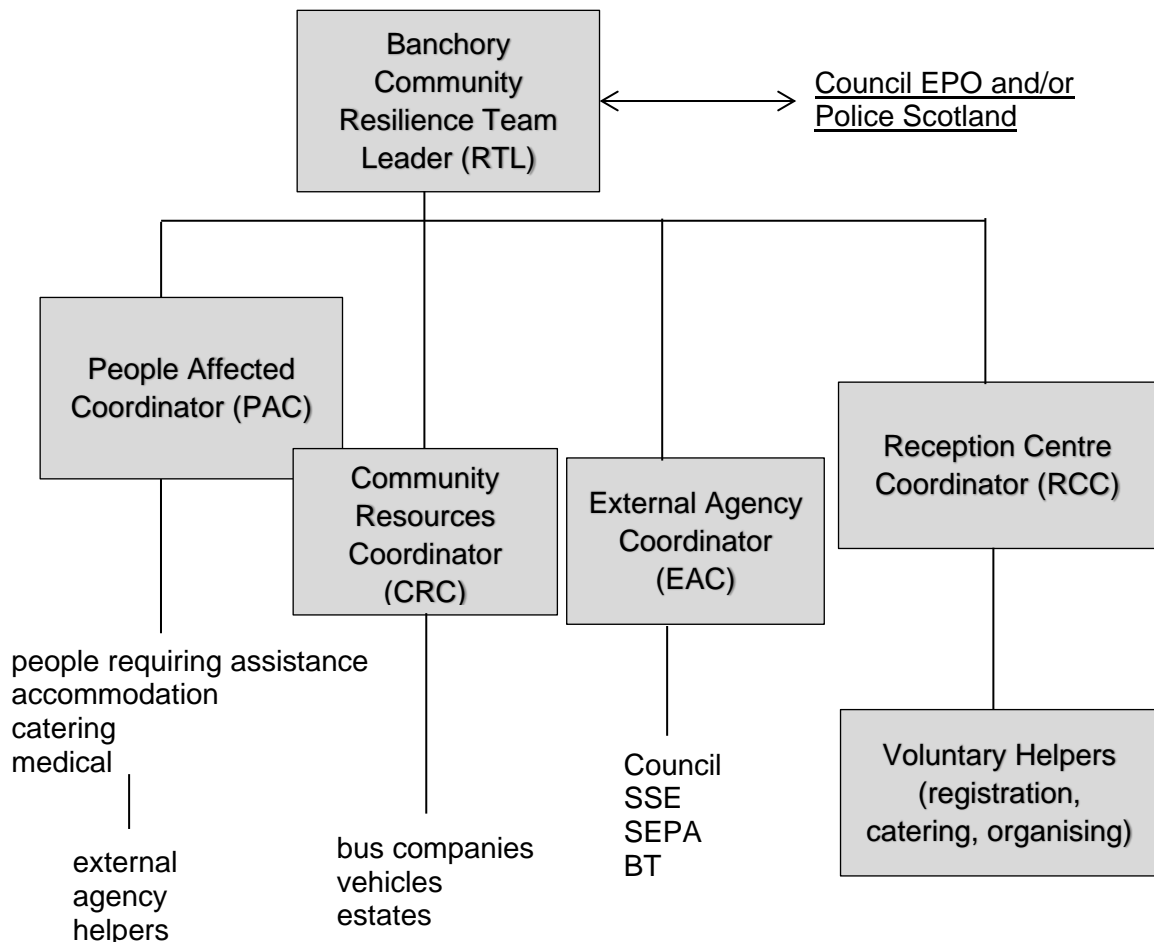 Banchory
Community
Resilience Team
Leader (RTL)
Council EPO and/or
Police Scotland
People Affected
Coordinator (PAC)
Community
Resources
Coordinator
(CRC)
External Agency
Coordinator
(EAC)
Reception Centre
Coordinator (RCC)
people requiring assistance
accommodation
catering
medical
external
agency
helpers
bus companies
vehicles
estates
Council
SSE
SEPA
BT
Voluntary Helpers
(registration,
catering, organising)